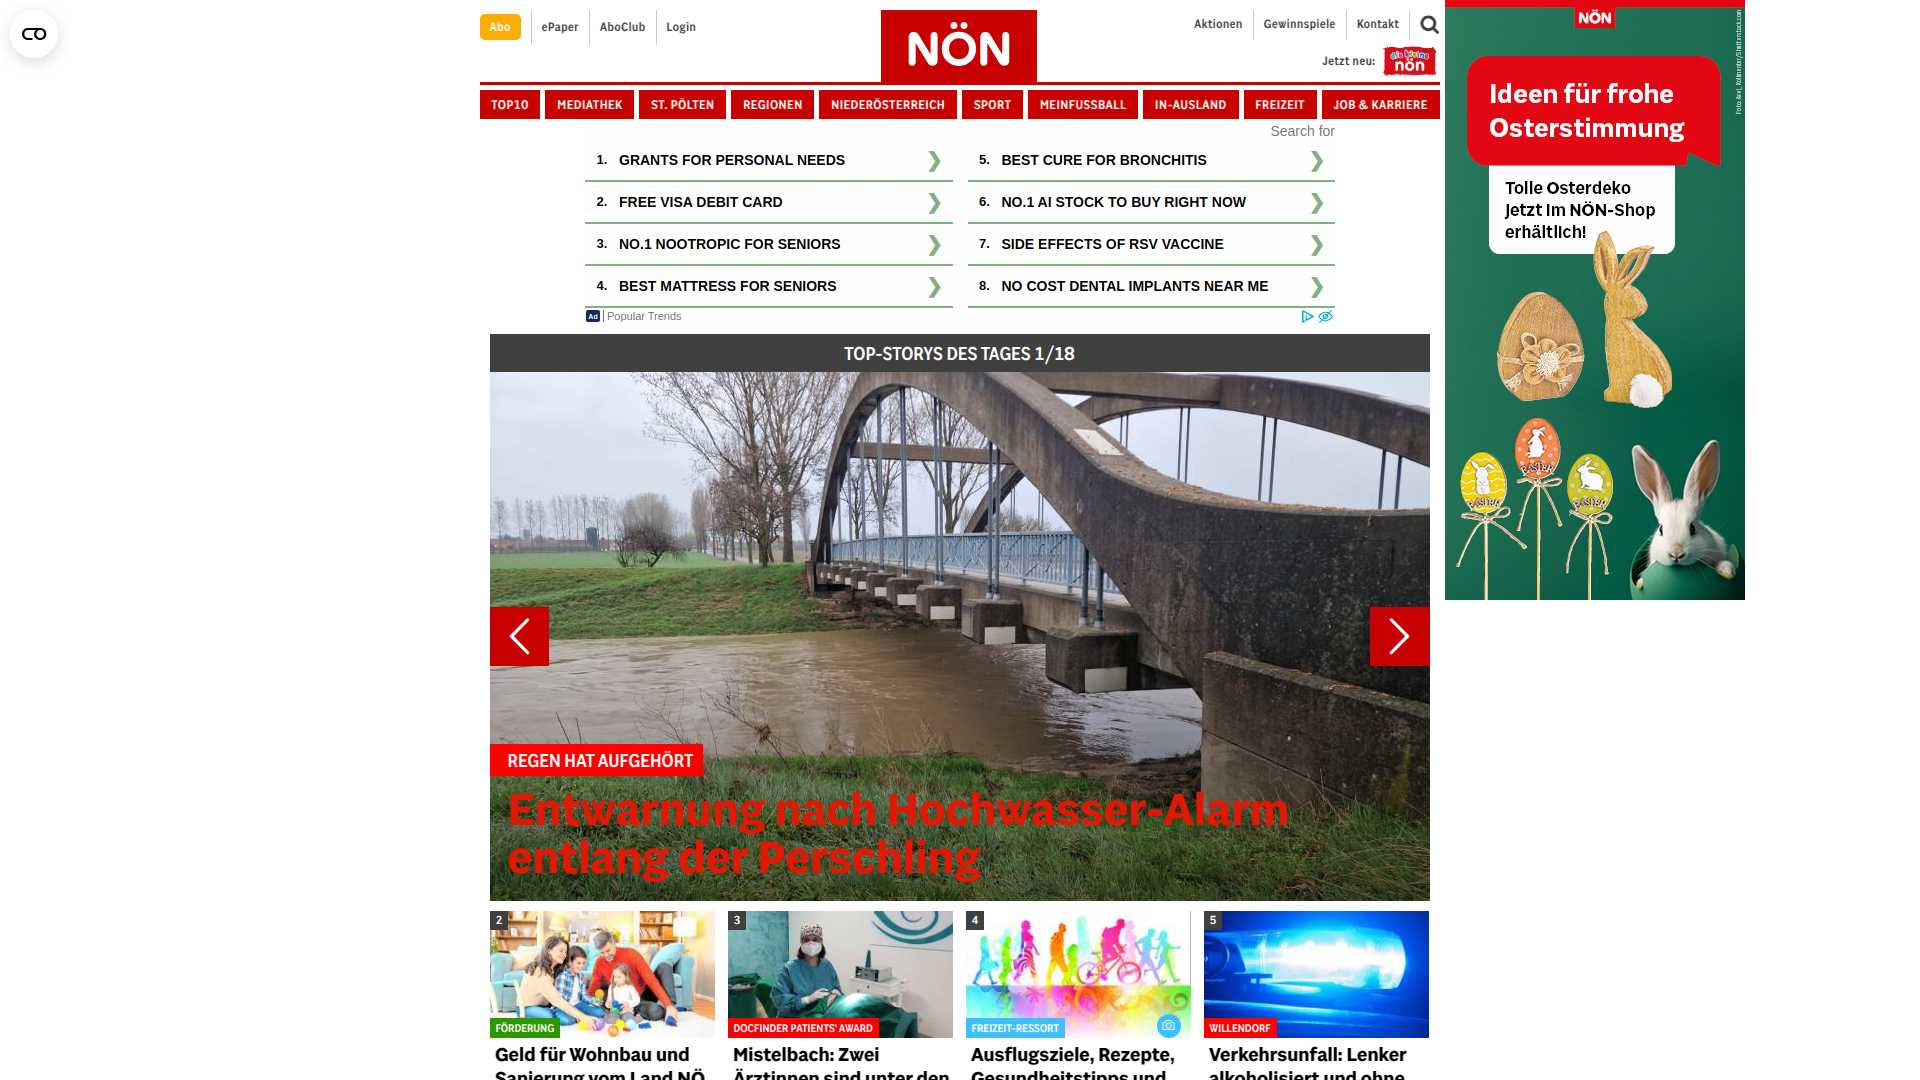 Abo
ePaper
AboClub
Login
NÖN
Aktionen
Gewinnspiele
Kontakt
Jetzt neu:
die kleine
nön
TOP10
MEDIATHEK
ST. PÖLTEN
REGIONEN
NIEDERÖSTERREICH
SPORT
MEINFUSSBALL
IN-AUSLAND
FREIZEIT
JOB & KARRIERE
Search for
1. GRANTS FOR PERSONAL NEEDS
2. FREE VISA DEBIT CARD
3. NO.1 NOOTROPIC FOR SENIORS
4. BEST MATTRESS FOR SENIORS
5. BEST CURE FOR BRONCHITIS
6. NO.1 AI STOCK TO BUY RIGHT NOW
7. SIDE EFFECTS OF RSV VACCINE
8. NO COST DENTAL IMPLANTS NEAR ME
Ad
Popular Trends
TOP-STORYS DES TAGES 1/18
REGEN HAT AUFGEHÖRT
Entwarnung nach Hochwasser-Alarm
entlang der Perschling
2
FÖRDERUNG
Geld für Wohnbau und
Sanierung vom Land NÖ
3
DOCFINDER PATIENTS' AWARD
Mistelbach: Zwei
Ärztinnen sind unter den
4
FREIZEIT-RESSORT
Ausflugsziele, Rezepte,
Gesundheitstipps und
5
WILLENDORF
Verkehrsunfall: Lenker
alkoholisiert und ohne
NÖN
Ideen für frohe
Osterstimmung
Tolle Osterdeko
jetzt im NÖN-Shop
erhältlich!
EASTER
EASTER
EASTER